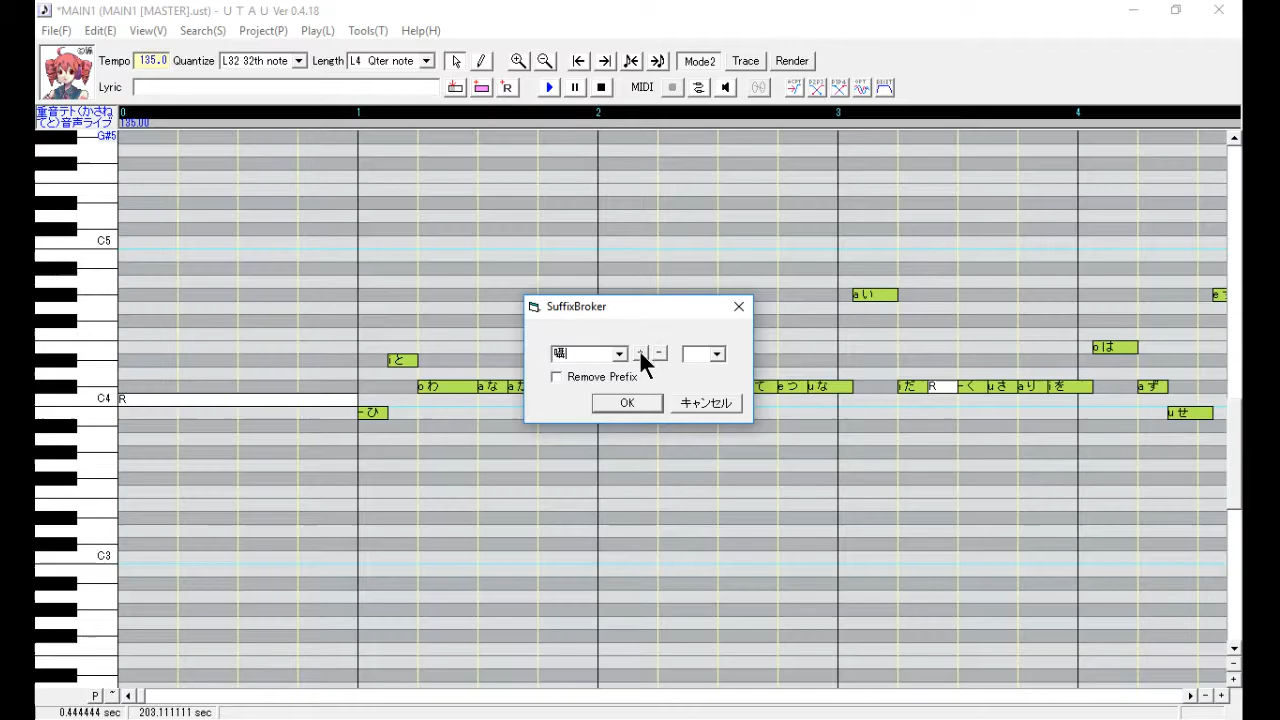 *MAIN1 (MAIN1 [MASTER].ust) - U T A U Ver 0.4.18
File(F) Edit(E) View(V) Search(S) Project(P) Play(L) Tools(T) Help(H)
Tempo 135.0 Quantize L32 32th note Length L4 Qter note Mode2 Trace Render
Lyric MIDI
重音テト(かさね 0 1 2 3 4
てと)音声ライブ 135.00
G#5
C5
a い
SuffixBroker
囁 + -
o は
i と
Remove Prefix
o わ a な a た て e つ u な i だ R - く u さ a り i を a ず
C4
R
OK キャンセル
- ひ u せ
C3
P ~
0.444444 sec 203.111111 sec